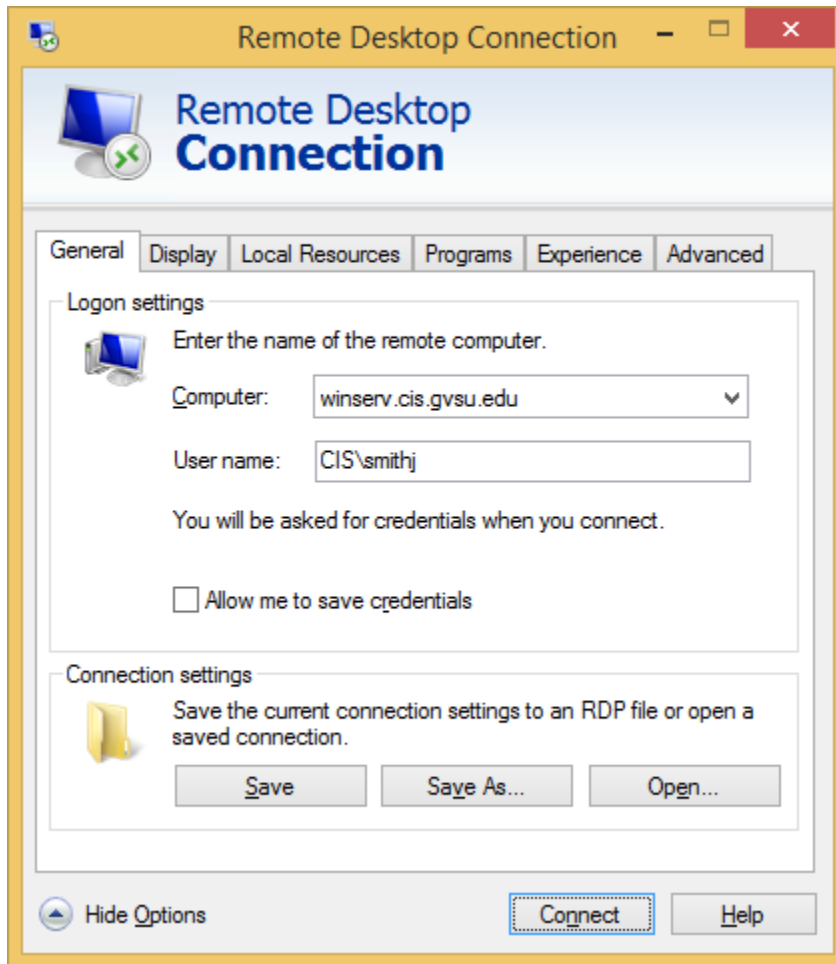 Remote Desktop Connection
Remote Desktop
Connection
General Display Local Resources Programs Experience Advanced
Logon settings
Enter the name of the remote computer.
Computer: winserv.cis.gvsu.edu
User name: CIS\smithj
You will be asked for credentials when you connect.
Allow me to save credentials
Connection settings
Save the current connection settings to an RDP file or open a
saved connection.
Save Save As... Open...
Hide Options Connect Help